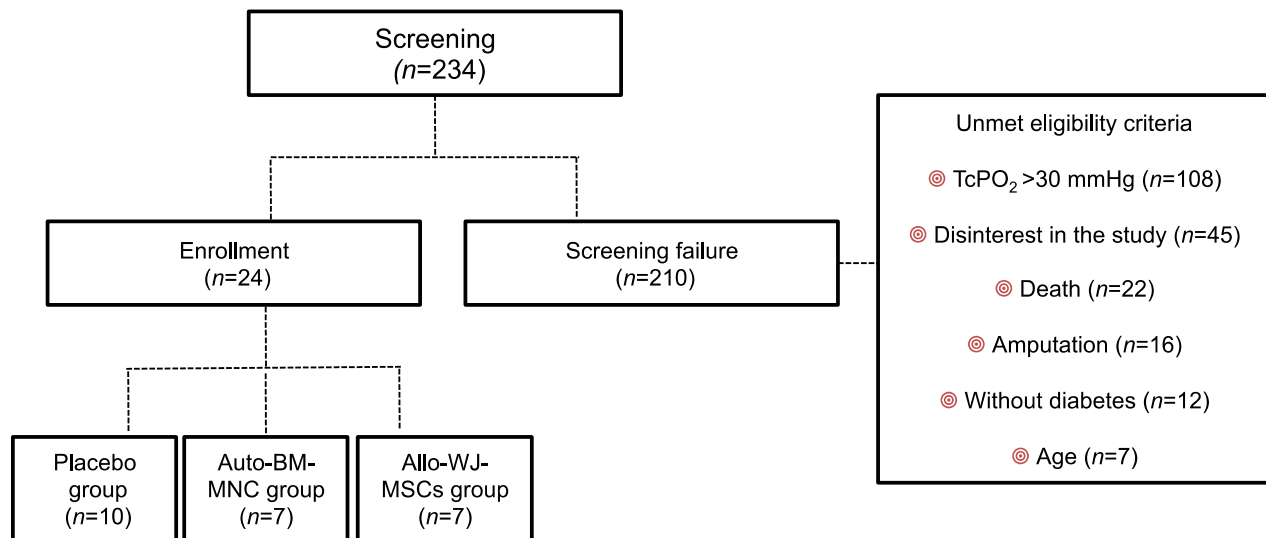 Screening
(n=234)
Unmet eligibility criteria
TcPO₂ >30 mmHg (n=108)
Disinterest in the study (n=45)
Death (n=22)
Amputation (n=16)
Without diabetes (n=12)
Age (n=7)
Enrollment
(n=24)
Screening failure
(n=210)
Placebo
group
(n=10)
Auto-BM-
MNC group
(n=7)
Allo-WJ-
MSCs group
(n=7)